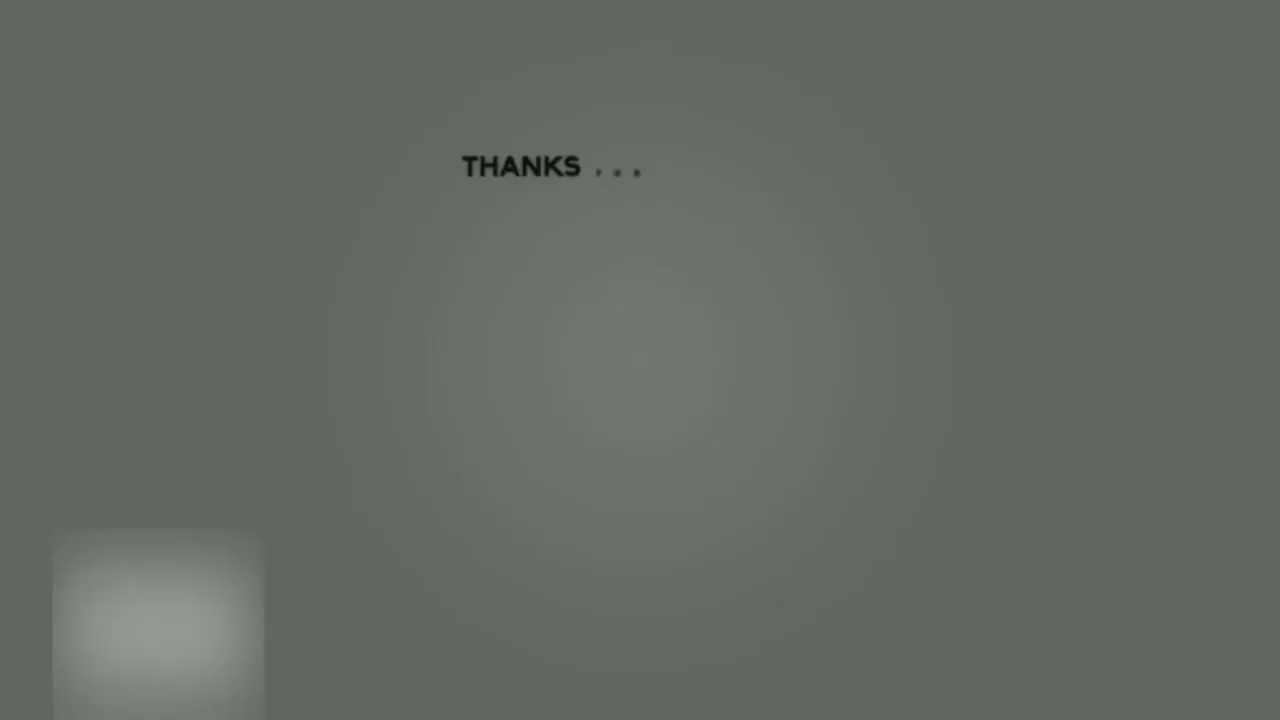 THANKS . . .